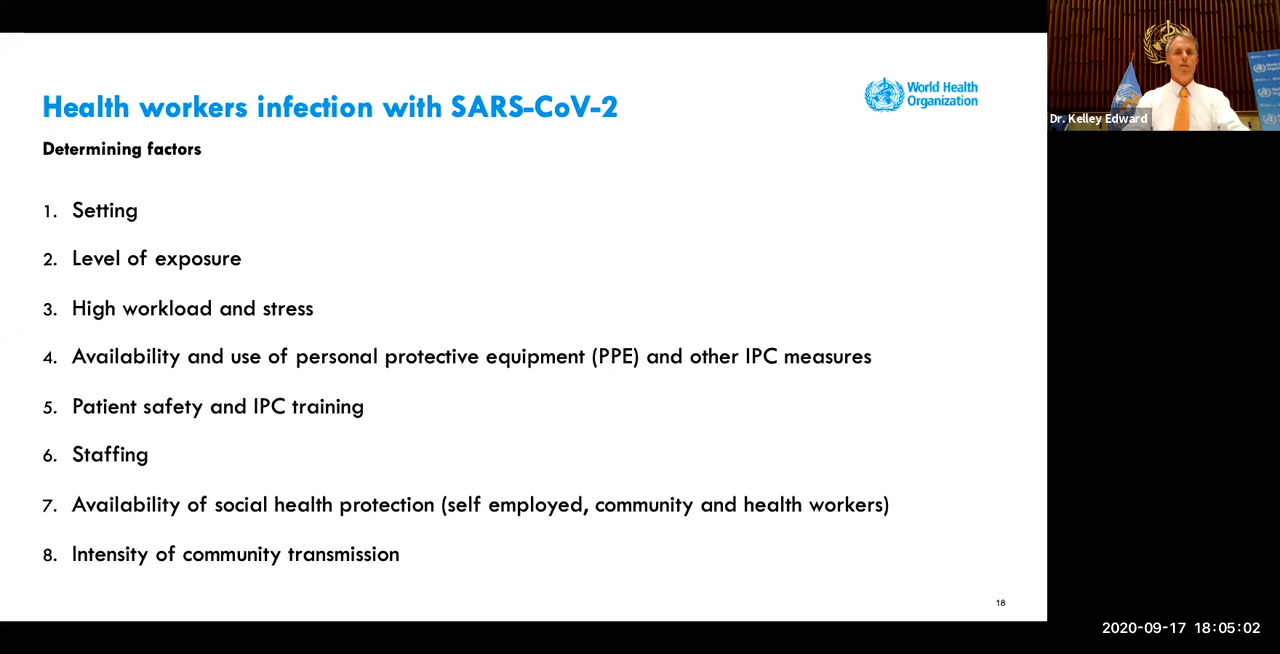 Health workers infection with SARS-CoV-2
World Health
Organization
Determining factors
1. Setting
2. Level of exposure
3. High workload and stress
4. Availability and use of personal protective equipment (PPE) and other IPC measures
5. Patient safety and IPC training
6. Staffing
7. Availability of social health protection (self employed, community and health workers)
8. Intensity of community transmission
18
Dr. Kelley Edward
2020-09-17 18:05:02